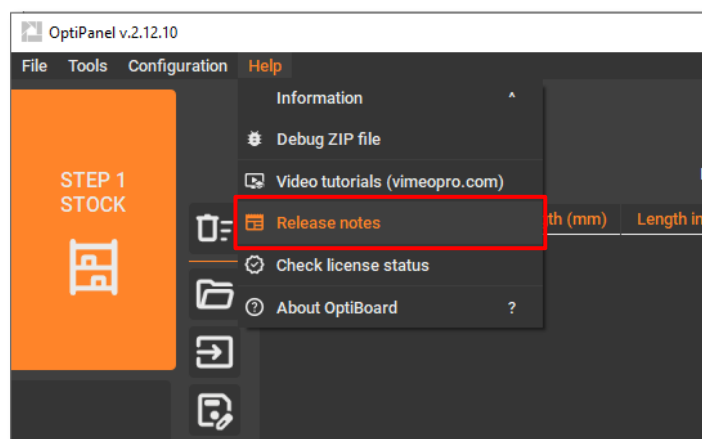 OptiPanel v.2.12.10
File Tools Configuration Help
Information ^
Debug ZIP file
Video tutorials (vimeopro.com)
Release notes
Check license status
About OptiBoard ?
STEP 1
STOCK
th (mm) Length in